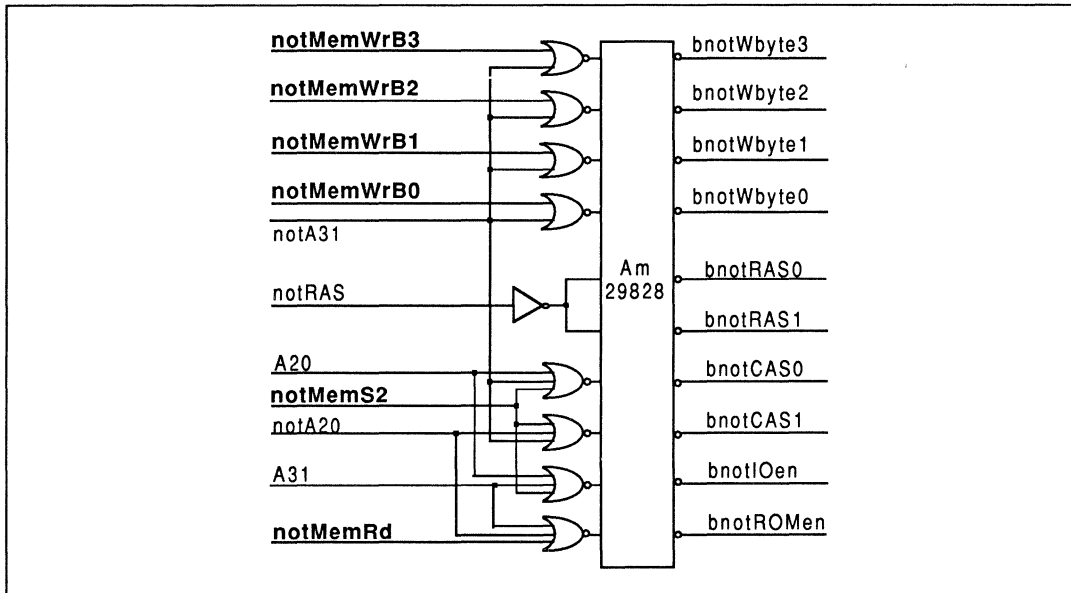 notMemWrB3
notMemWrB2
notMemWrB1
notMemWrB0
notA31
notRAS
A20
notMemS2
notA20
A31
notMemRd
Am
29828
bnotWbyte3
bnotWbyte2
bnotWbyte1
bnotWbyte0
bnotRAS0
bnotRAS1
bnotCAS0
bnotCAS1
bnotIOen
bnotROMen